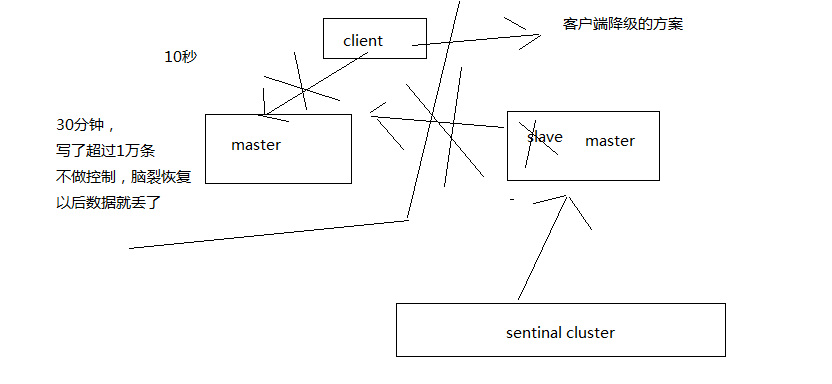 客户端降级的方案
client
10秒
30分钟，
写了超过1万条
不做控制，脑裂恢复
以后数据就丢了
master
slave
master
sentinal cluster